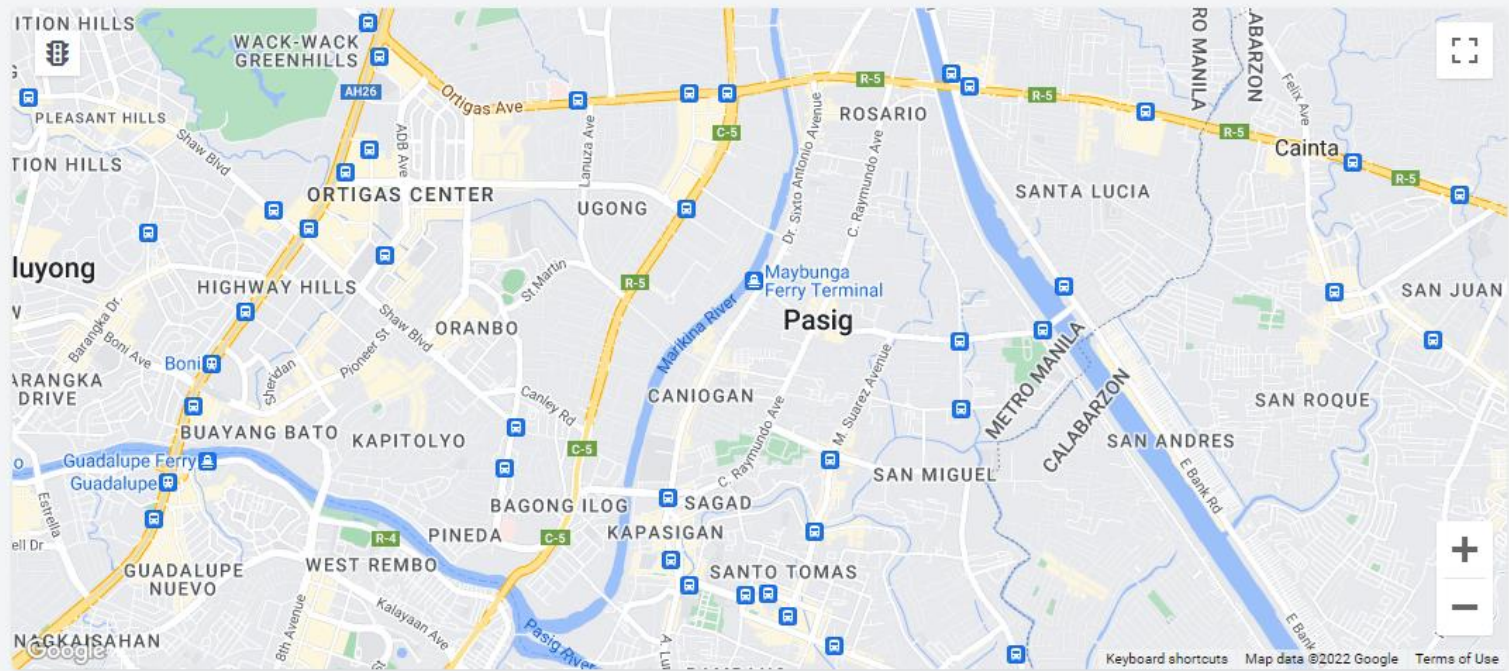 ITION HILLS
WACK-WACK
GREENHILLS
AH26
Ortigas Ave
R-5
RO MANILA
ABARZON
Felix Ave
PLEASANT HILLS
Shaw Blvd
ADB Ave
Lanuza Ave
C-5
Dr. Sixto Antonio Avenue
ROSARIO
C. Raymundo Ave
R-5
R-5
Cainta
R-5
TION HILLS
ORTIGAS CENTER
UGONG
SANTA LUCIA
luyong
HIGHWAY HILLS
St.Martin
R-5
Maybunga
Ferry Terminal
SAN JUAN
W
Barangka Dr.
Boni Ave
Shaw Blvd
ORANBO
Marikina River
Pasig
Boni
Sheridan
Pioneer St
M. Suarez Avenue
METRO MANILA
CALABARZON
ARANGKA
DRIVE
Canley Rd
CANIOGAN
SAN ROQUE
BUAYANG BATO
KAPITOLYO
C-5
C. Raymundo Ave
SAN ANDRES
o
Guadalupe Ferry
Guadalupe
SAN MIGUEL
E Bank Rd
Estrella
BAGONG ILOG
SAGAD
ell Dr
R-4
PINEDA
C-5
KAPASIGAN
GUADALUPE
NUEVO
WEST REMBO
SANTO TOMAS
8th Avenue
Kalayaan Ave
Pasig River
A. Lu
E Bank
NAGKAISAHAN
Google
Keyboard shortcuts Map data ©2022 Google Terms of Use